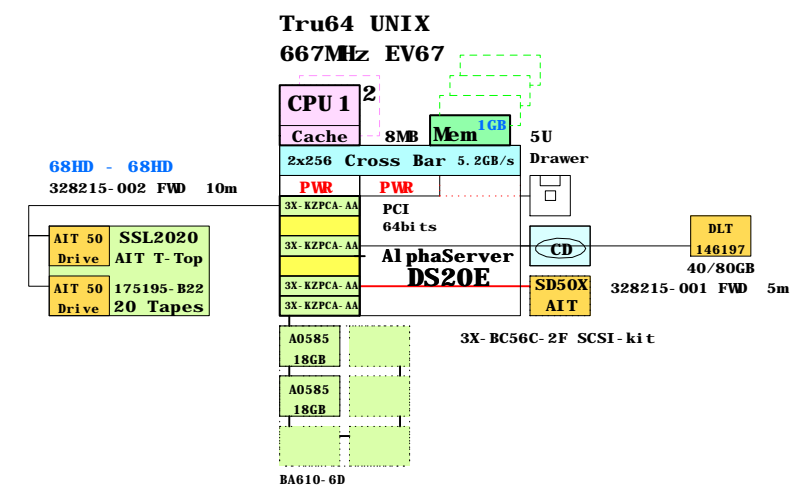 Tru64 UNIX
667MHz EV67
CPU 1
2
Cache
8MB
Mem
1GB
5U
Drawer
2x256 Cross Bar 5.2GB/s
68HD - 68HD
328215-002 FWD 10m
PWR
PWR
3X-KZPCA-AA
PCI
64bits
3X-KZPCA-AA
3X-KZPCA-AA
3X-KZPCA-AA
AlphaServer
DS20E
AIT 50
Drive
SSL2020
AIT T-Top
AIT 50
Drive
175195-B22
20 Tapes
CD
DLT
146197
40/80GB
SD50X
AIT
328215-001 FWD 5m
3X-BC56C-2F SCSI-kit
A0585
18GB
A0585
18GB
BA610-6D